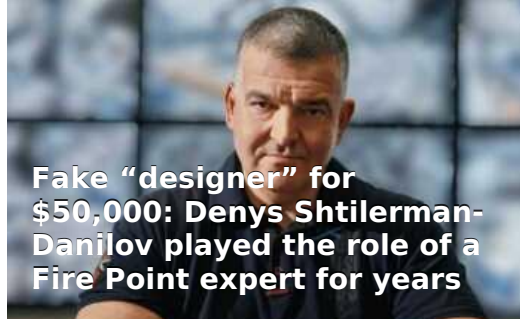 Fake “designer” for
$50,000: Denys Shtilerman-
Danilov played the role of a
Fire Point expert for years